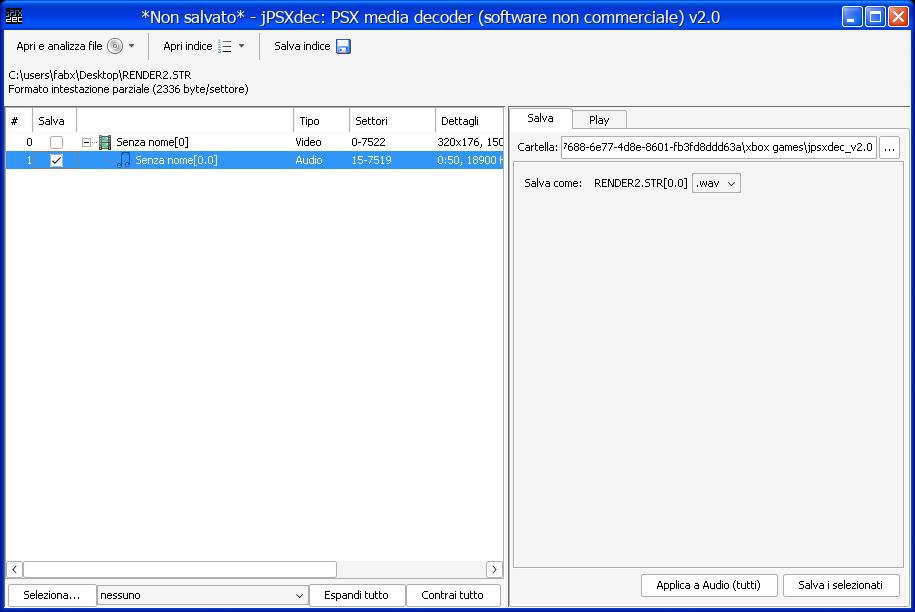 *Non salvato* - jPSXdec: PSX media decoder (software non commerciale) v2.0
Apri e analizza file Apri indice Salva indice
C:\users\fabx\Desktop\RENDER2.STR
Formato intestazione parziale (2336 byte/settore)
# Salva Tipo Settori Dettagli
0 Senza nome[0] Video 0-7522 320x176, 150
1 Senza nome[0.0] Audio 15-7519 0:50, 18900 H
Salva Play
Cartella: 7688-6e77-4d8e-8601-fb3fd8ddd63a\xbox games\jpsxdec_v2.0 ...
Salva come: RENDER2.STR[0.0] .wav
Applica a Audio (tutti) Salva i selezionati
Seleziona... nessuno Espandi tutto Contrai tutto